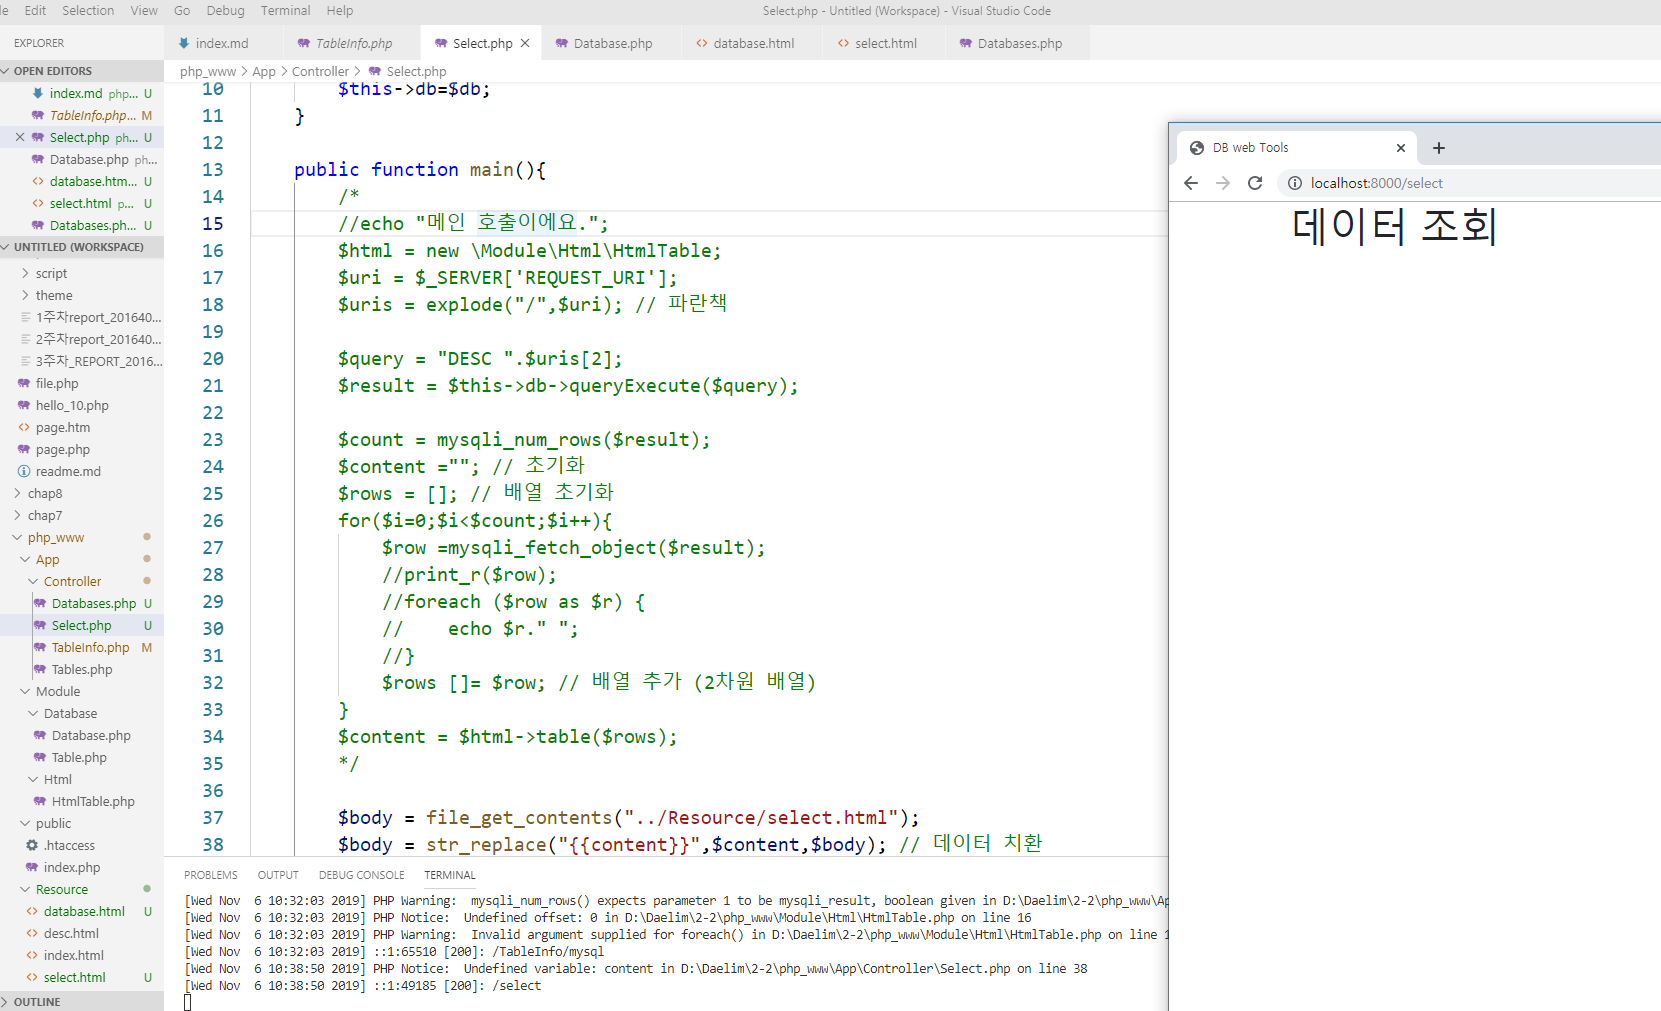 le Edit Selection View Go Debug Terminal Help
Select.php - Untitled (Workspace) - Visual Studio Code
EXPLORER
index.md
TableInfo.php
Select.php
Database.php
database.html
select.html
Databases.php
OPEN EDITORS
index.md php... U
TableInfo.php... M
Select.php ph... U
Database.php ph...
database.htm... U
select.html p... U
Databases.ph... U
UNTITLED (WORKSPACE)
script
theme
1주차report_201640...
2주차report_201640...
3주차_REPORT_2016...
file.php
hello_10.php
page.htm
page.php
readme.md
chap8
chap7
php_www
App
Controller
Databases.php U
Select.php U
TableInfo.php M
Tables.php
Module
Database
Database.php
Table.php
Html
HtmlTable.php
public
.htaccess
index.php
Resource
database.html U
desc.html
index.html
select.html U
OUTLINE
php_www > App > Controller > Select.php
10 $this->db=$db;
11 }
12
13 public function main(){
14 /*
15 //echo "메인 호출이에요.";
16 $html = new \Module\Html\HtmlTable;
17 $uri = $_SERVER['REQUEST_URI'];
18 $uris = explode("/",$uri); // 파란책
19
20 $query = "DESC ".$uris[2];
21 $result = $this->db->queryExecute($query);
22
23 $count = mysqli_num_rows($result);
24 $content =""; // 초기화
25 $rows = []; // 배열 초기화
26 for($i=0;$i<$count;$i++){
27 $row =mysqli_fetch_object($result);
28 //print_r($row);
29 //foreach ($row as $r) {
30 // echo $r." ";
31 //}
32 $rows []= $row; // 배열 추가 (2차원 배열)
33 }
34 $content = $html->table($rows);
35 */
36
37 $body = file_get_contents("../Resource/select.html");
38 $body = str_replace("{{content}}",$content,$body); // 데이터 치환
PROBLEMS OUTPUT DEBUG CONSOLE TERMINAL
[Wed Nov  6 10:32:03 2019] PHP Warning:  mysqli_num_rows() expects parameter 1 to be mysqli_result, boolean given in D:\Daelim\2-2\php_www\Ap
[Wed Nov  6 10:32:03 2019] PHP Notice:  Undefined offset: 0 in D:\Daelim\2-2\php_www\Module\Html\HtmlTable.php on line 16
[Wed Nov  6 10:32:03 2019] PHP Warning:  Invalid argument supplied for foreach() in D:\Daelim\2-2\php_www\Module\Html\HtmlTable.php on line 1
[Wed Nov  6 10:32:03 2019] ::1:65510 [200]: /TableInfo/mysql
[Wed Nov  6 10:38:50 2019] PHP Notice:  Undefined variable: content in D:\Daelim\2-2\php_www\App\Controller\Select.php on line 38
[Wed Nov  6 10:38:50 2019] ::1:49185 [200]: /select
DB web Tools
localhost:8000/select
데이터 조회